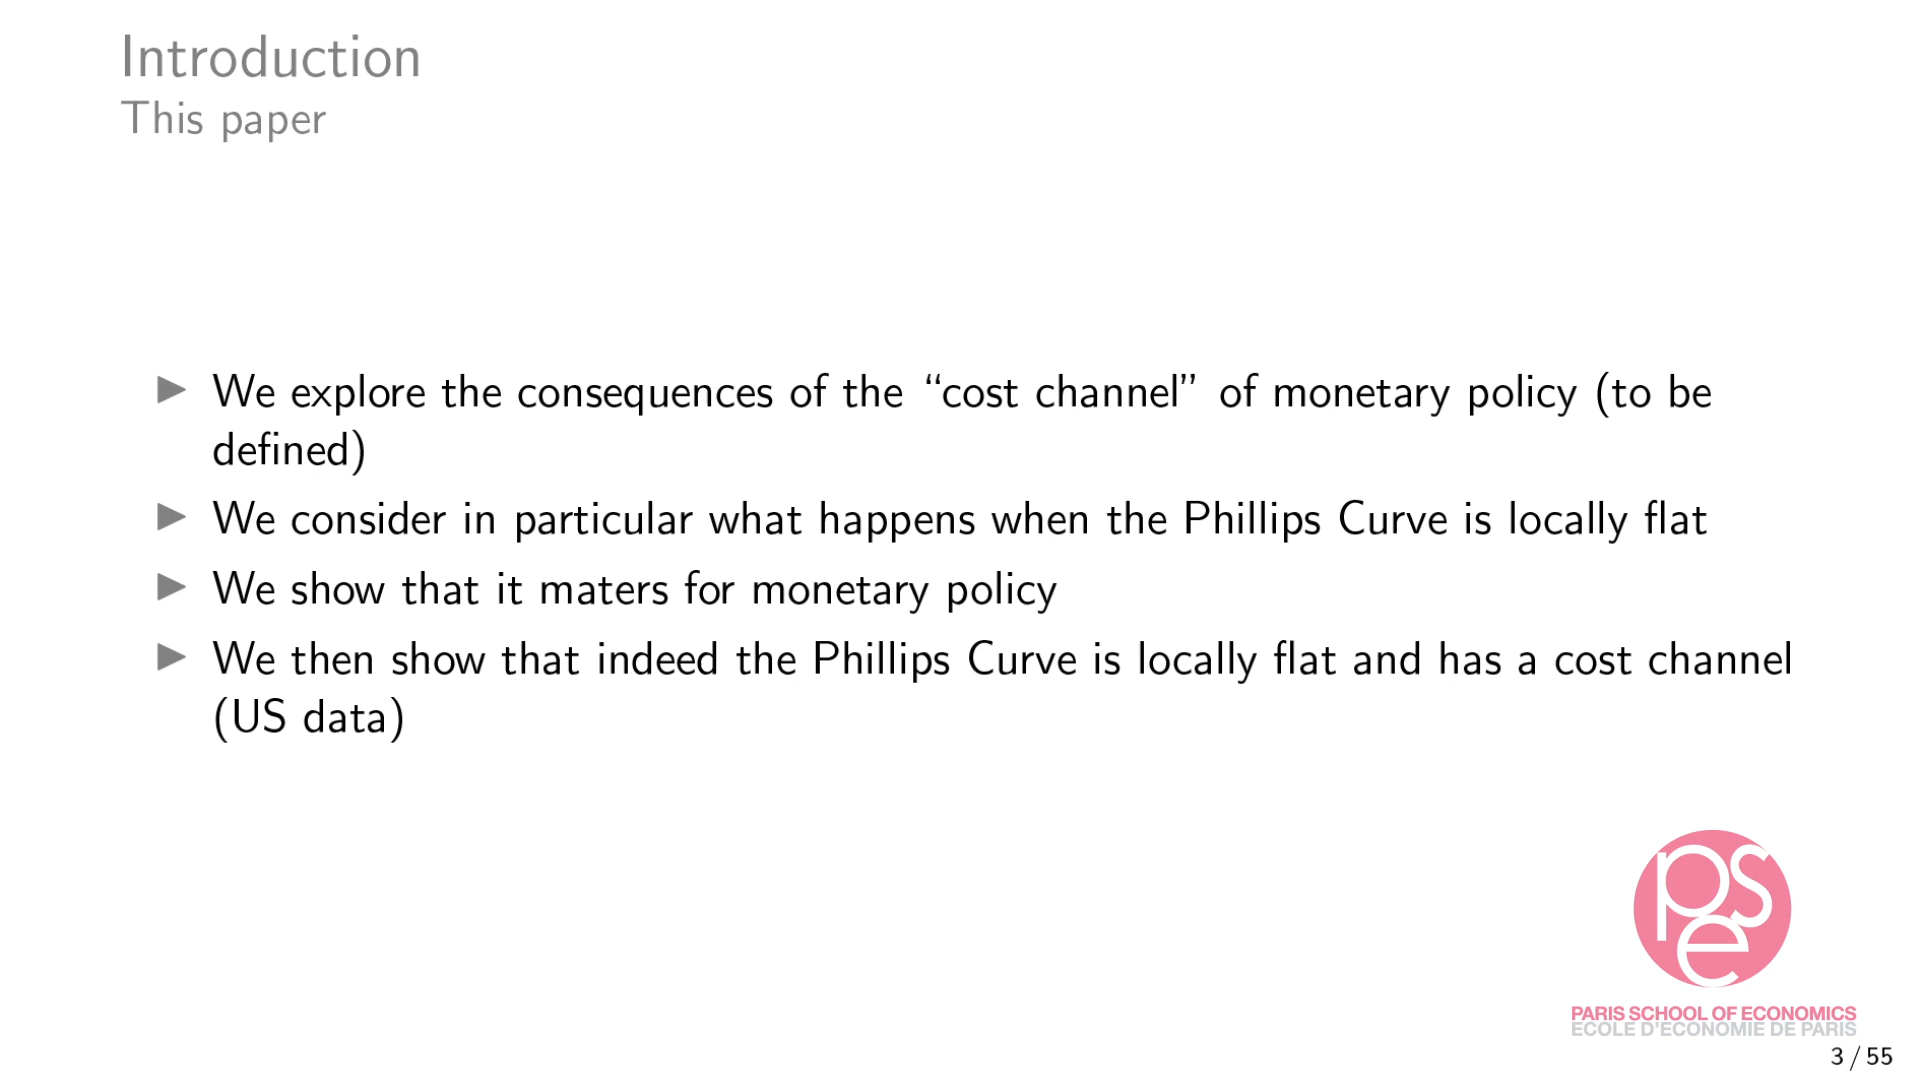 Introduction
This paper
▶ We explore the consequences of the “cost channel” of monetary policy (to be
defined)
▶ We consider in particular what happens when the Phillips Curve is locally flat
▶ We show that it maters for monetary policy
▶ We then show that indeed the Phillips Curve is locally flat and has a cost channel
(US data)
pse
PARIS SCHOOL OF ECONOMICS
ECOLE D'ECONOMIE DE PARIS
3 / 55